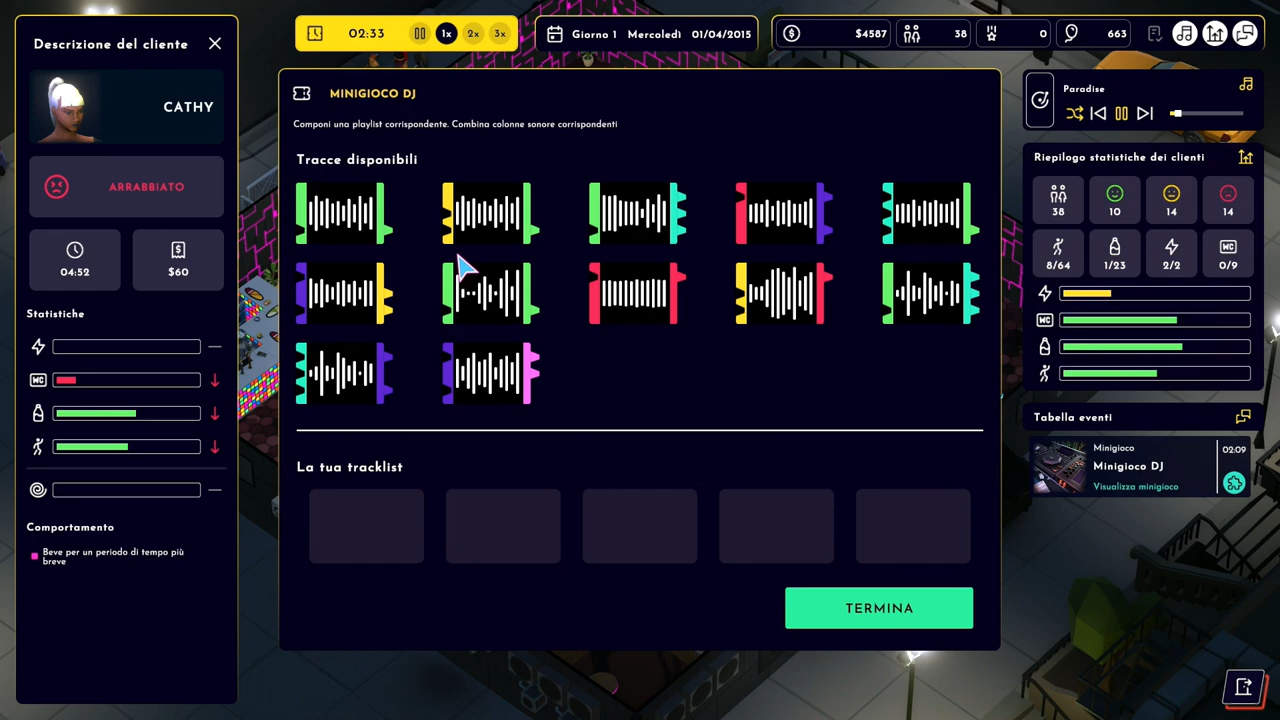 Descrizione del cliente
CATHY
ARRABBIATO
04:52
$60
Statistiche
WC
Comportamento
Beve per un periodo di tempo più
breve
02:33
1x
2x
3x
Giorno 1 Mercoledì 01/04/2015
$4587
38
0
663
MINIGIOCO DJ
Componi una playlist corrispondente. Combina colonne sonore corrispondenti
Tracce disponibili
La tua tracklist
TERMINA
Paradise
Riepilogo statistiche dei clienti
38
10
14
14
WC
8/64
1/23
2/2
0/9
WC
Tabella eventi
Minigioco
02:09
Minigioco DJ
Visualizza minigioco